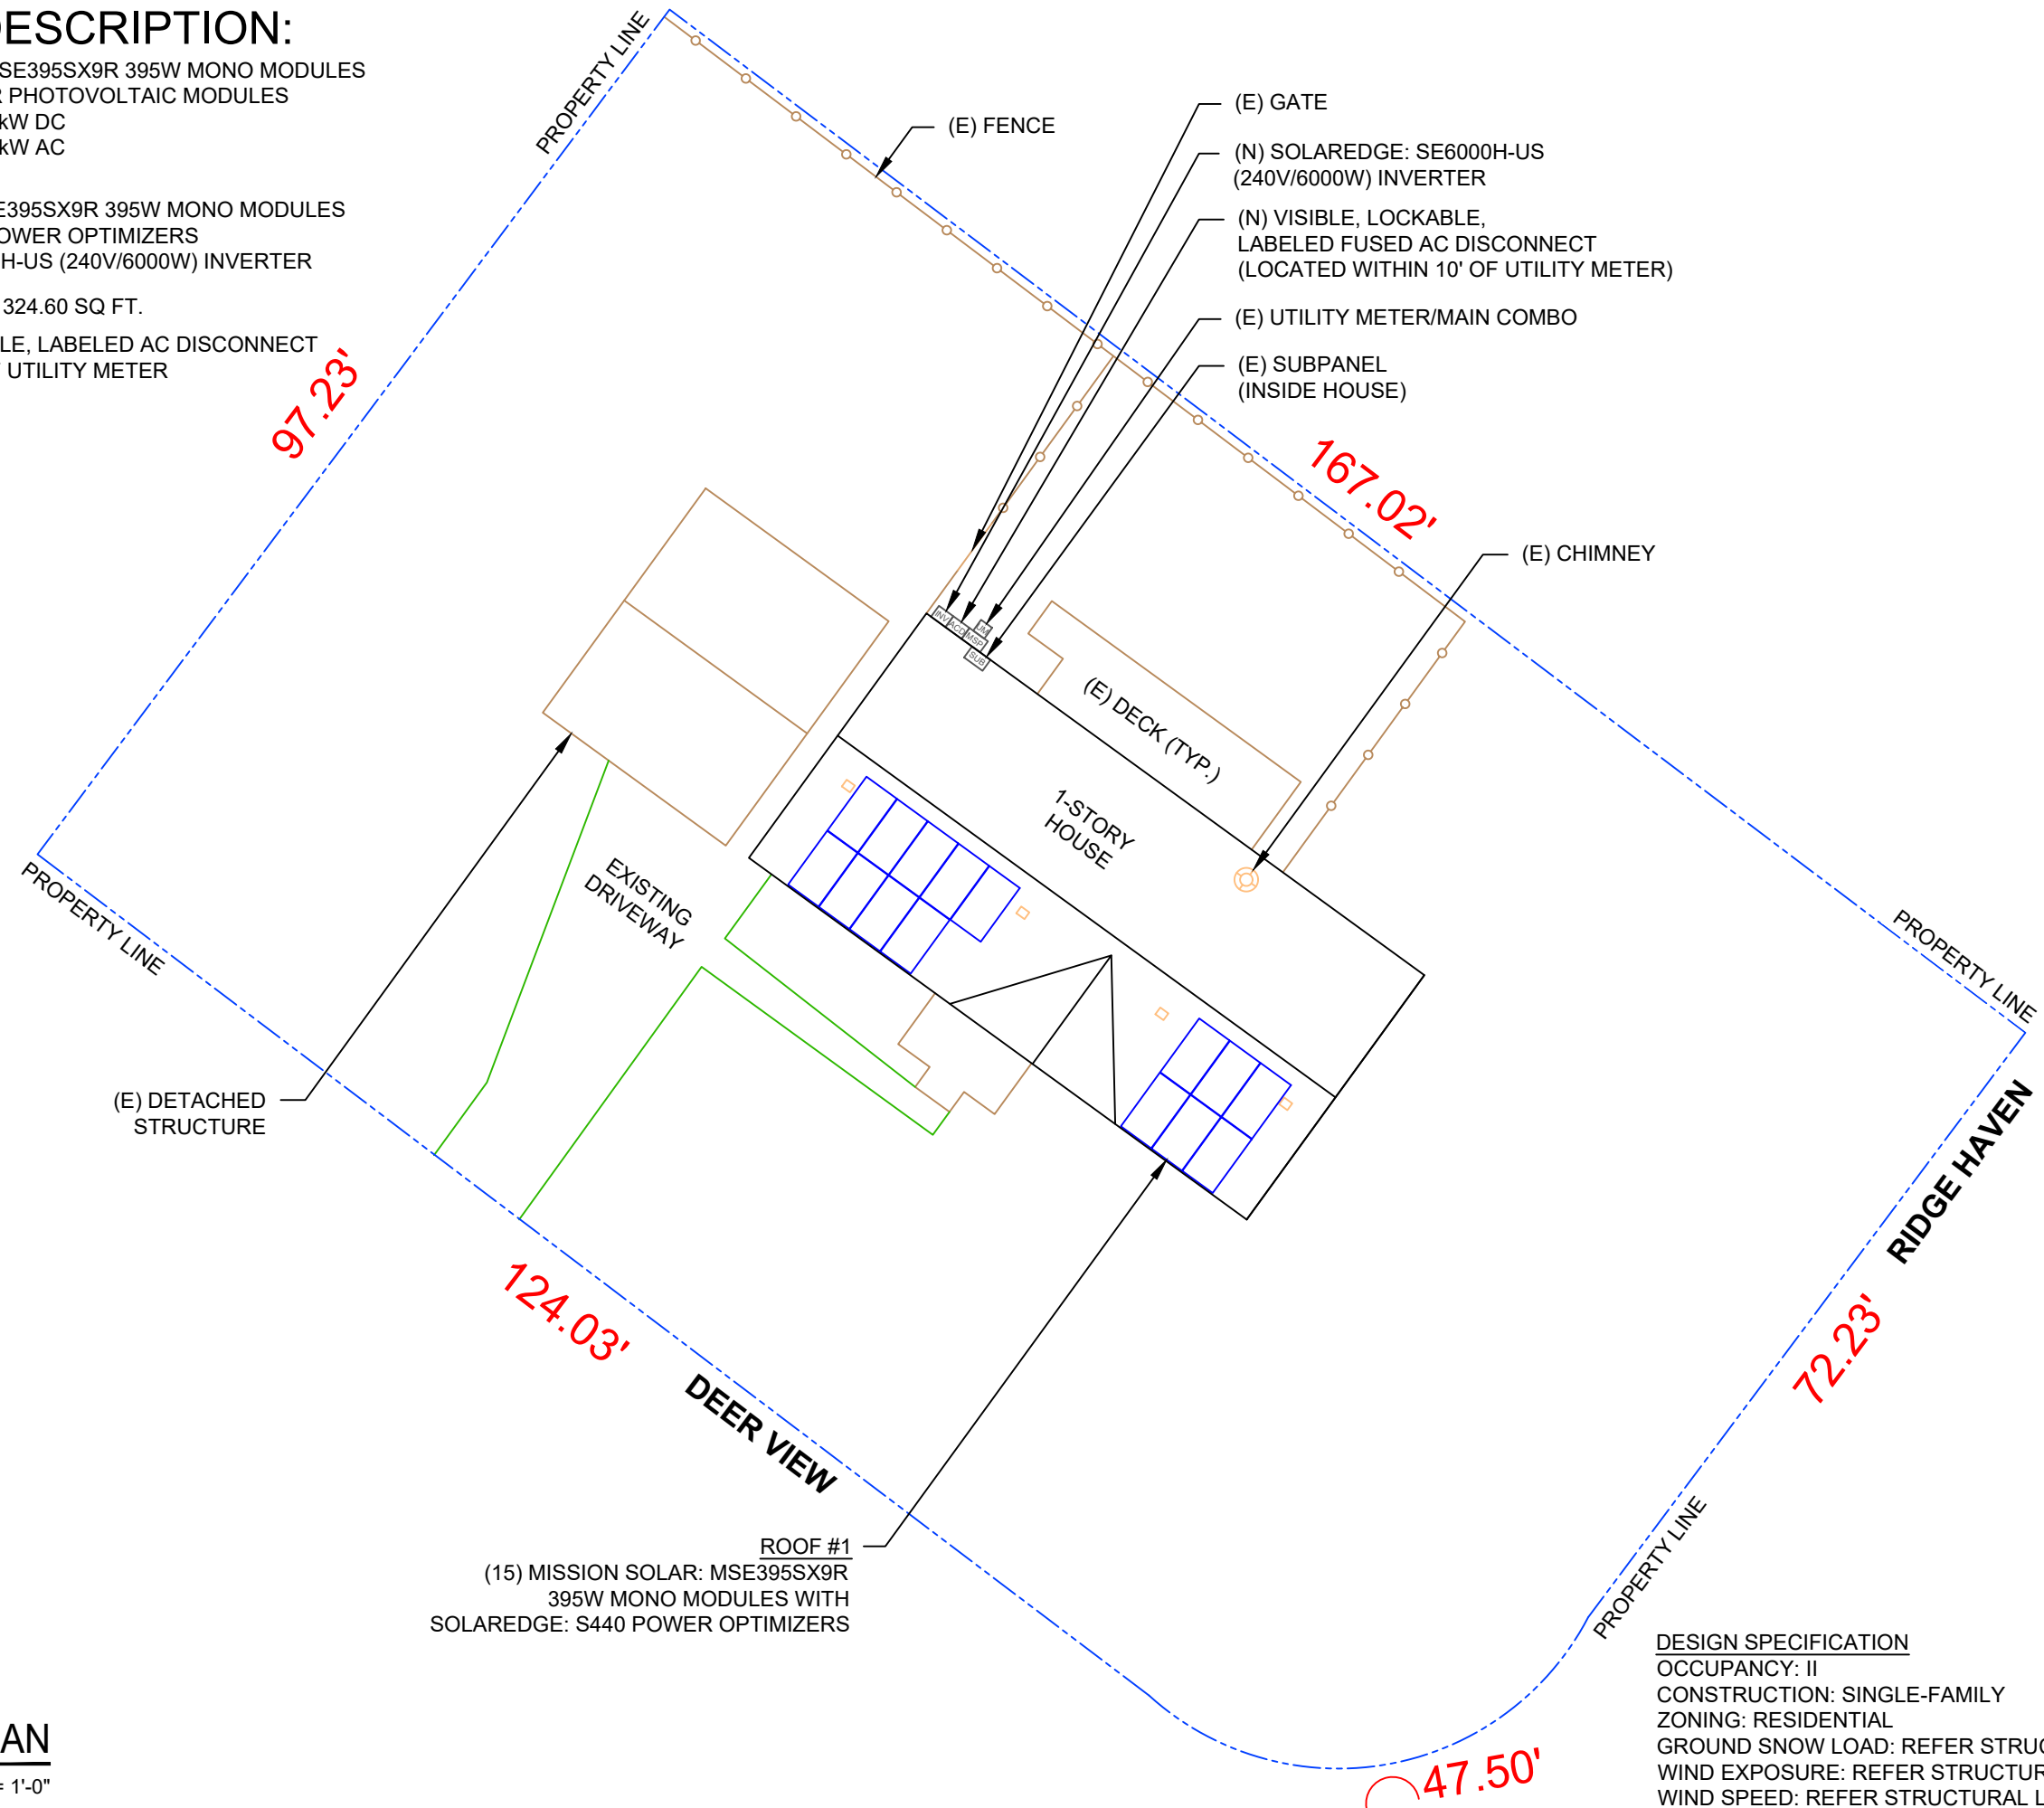 DESCRIPTION:
SE395SX9R 395W MONO MODULES
R PHOTOVOLTAIC MODULES
kW DC
kW AC
E395SX9R 395W MONO MODULES
OWER OPTIMIZERS
H-US (240V/6000W) INVERTER
324.60 SQ FT.
LE, LABELED AC DISCONNECT
UTILITY METER
PROPERTY LINE
(E) FENCE
(E) GATE
(N) SOLAREDGE: SE6000H-US
(240V/6000W) INVERTER
(N) VISIBLE, LOCKABLE,
LABELED FUSED AC DISCONNECT
(LOCATED WITHIN 10' OF UTILITY METER)
(E) UTILITY METER/MAIN COMBO
(E) SUBPANEL
(INSIDE HOUSE)
97.23'
167.02'
(E) CHIMNEY
INV
ACD
UM
MSP
SUB
(E) DECK (TYP.)
1-STORY
HOUSE
EXISTING
DRIVEWAY
PROPERTY LINE
PROPERTY LINE
(E) DETACHED
STRUCTURE
RIDGE HAVEN
72.23'
124.03'
DEER VIEW
PROPERTY LINE
ROOF #1
(15) MISSION SOLAR: MSE395SX9R
395W MONO MODULES WITH
SOLAREDGE: S440 POWER OPTIMIZERS
DESIGN SPECIFICATION
OCCUPANCY: II
CONSTRUCTION: SINGLE-FAMILY
ZONING: RESIDENTIAL
GROUND SNOW LOAD: REFER STRUC
WIND EXPOSURE: REFER STRUCTUR
WIND SPEED: REFER STRUCTURAL L
AN
= 1'-0"
47.50'